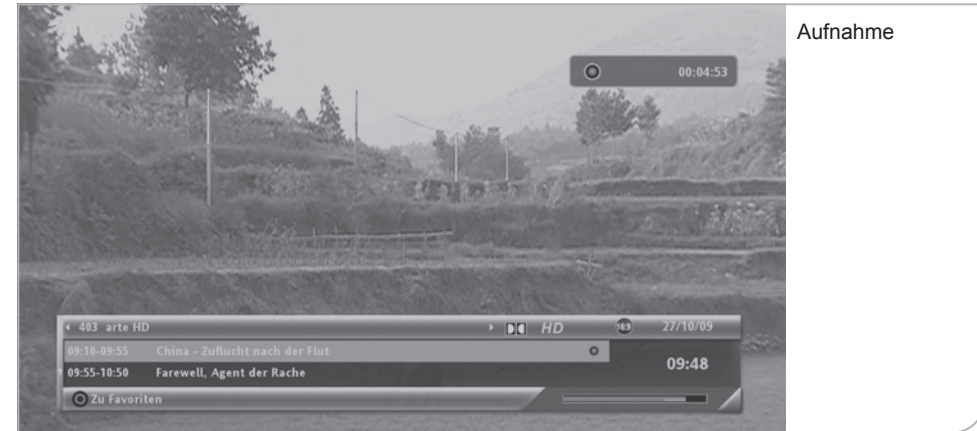 Aufnahme
00:04:53
403 arte HD HD 16:9 27/10/09
09:10-09:55 China - Zuflucht nach der Flut
09:48
09:55-10:50 Farewell, Agent der Rache
Zu Favoriten